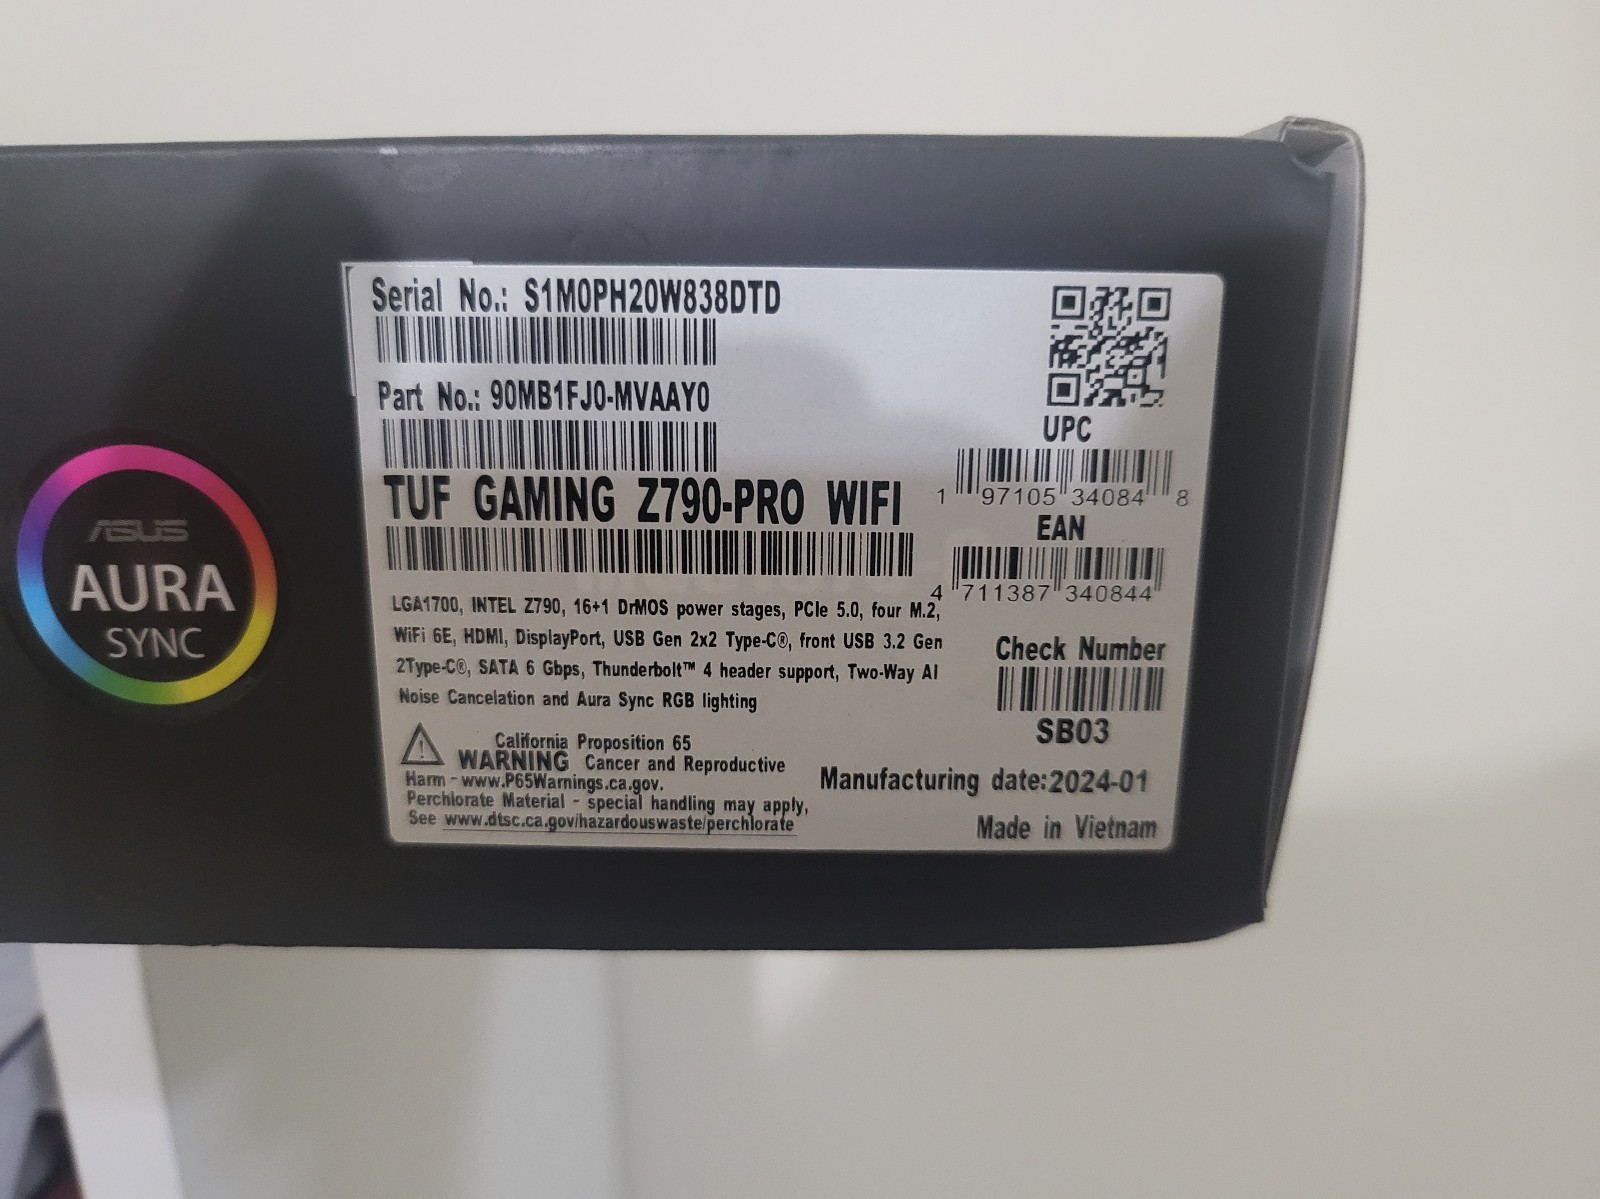 ASUS
AURA
SYNC
Serial No.: S1M0PH20W838DTD
Part No.: 90MB1FJ0-MVAAY0
TUF GAMING Z790-PRO WIFI
LGA1700, INTEL Z790, 16+1 DrMOS power stages, PCIe 5.0, four M.2,
WiFi 6E, HDMI, DisplayPort, USB Gen 2x2 Type-C®, front USB 3.2 Gen
2Type-C®, SATA 6 Gbps, Thunderbolt™ 4 header support, Two-Way AI
Noise Cancelation and Aura Sync RGB lighting
California Proposition 65
WARNING Cancer and Reproductive
Harm - www.P65Warnings.ca.gov.
Perchlorate Material - special handling may apply,
See www.dtsc.ca.gov/hazardouswaste/perchlorate
UPC
1 97105 34084 8
EAN
4 711387 340844
Check Number
SB03
Manufacturing date:2024-01
Made in Vietnam